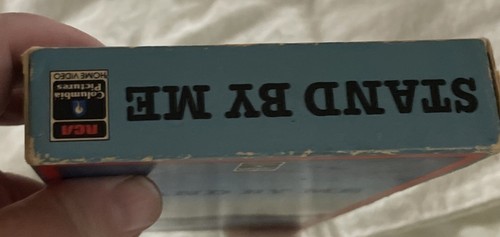 STAND BY ME
RCA
Columbia
Pictures
HOME VIDEO